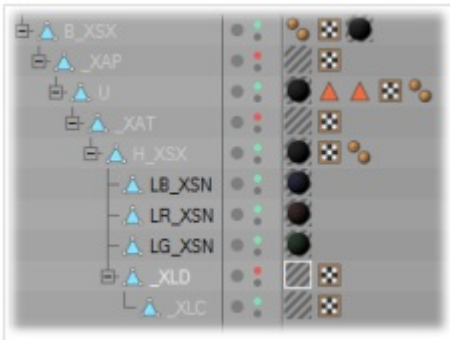 B_XSX
_XAP
U
_XAT
H_XSX
LB_XSN
LR_XSN
LG_XSN
_XLD
_XLC